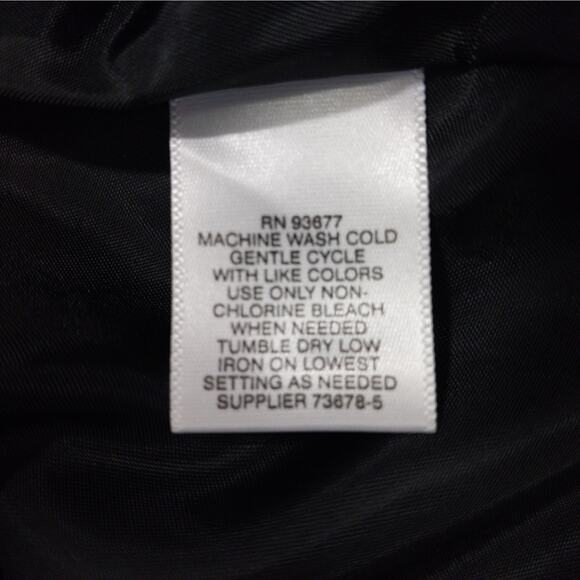 RN 93677
MACHINE WASH COLD
GENTLE CYCLE
WITH LIKE COLORS
USE ONLY NON-
CHLORINE BLEACH
WHEN NEEDED
TUMBLE DRY LOW
IRON ON LOWEST
SETTING AS NEEDED
SUPPLIER 73678-5